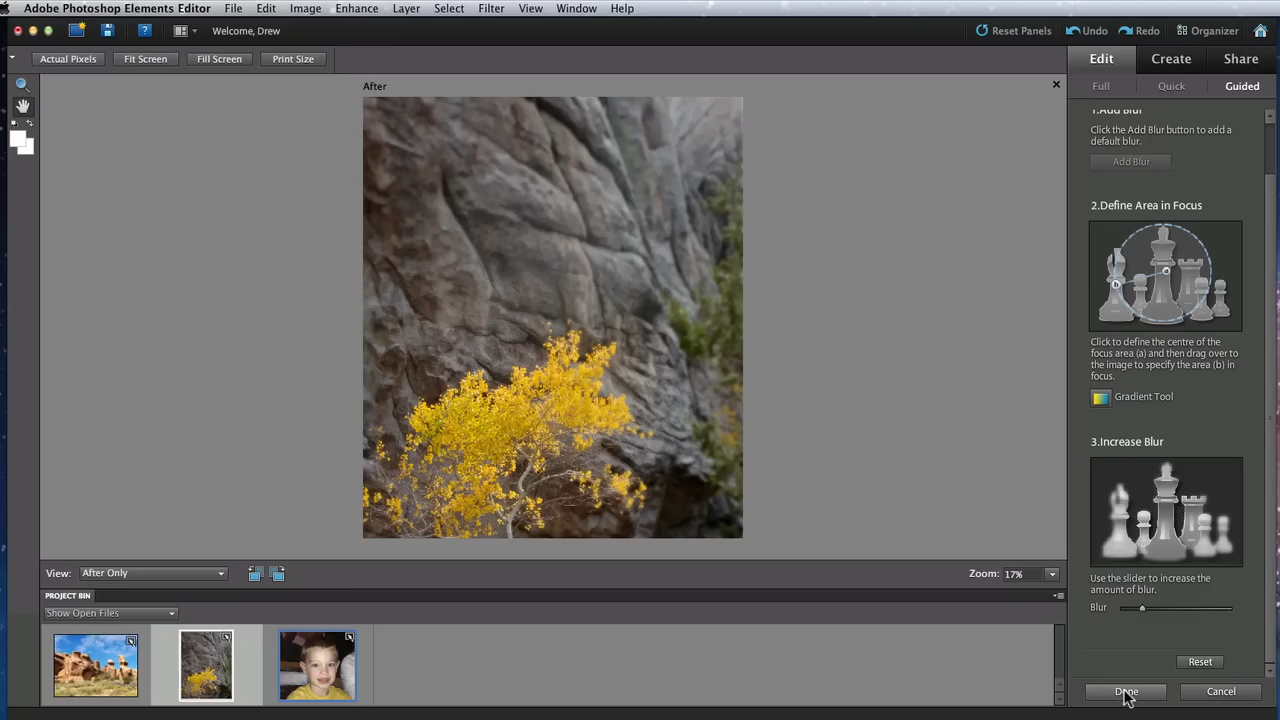 Adobe Photoshop Elements Editor File Edit Image Enhance Layer Select Filter View Window Help
Welcome, Drew Reset Panels Undo Redo Organizer
Actual Pixels Fit Screen Fill Screen Print Size Edit Create Share
After
Full Quick Guided
1.Add Blur
Click the Add Blur button to add a
default blur.
Add Blur
2.Define Area in Focus
a
b
Click to define the centre of the
focus area (a) and then drag over to
the image to specify the area (b) in
focus.
Gradient Tool
3.Increase Blur
Use the slider to increase the
amount of blur.
Blur
Reset
Done Cancel
View: After Only Zoom: 17%
PROJECT BIN
Show Open Files